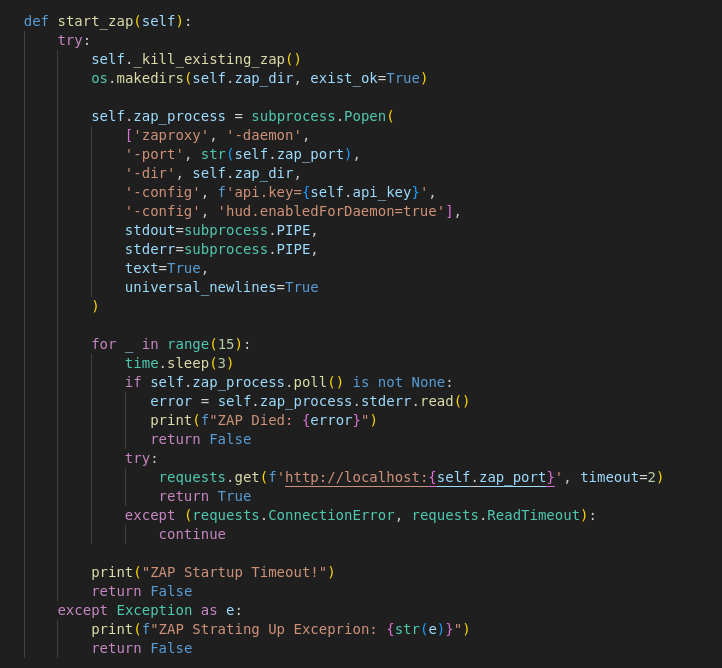 def start_zap(self):
    try:
        self._kill_existing_zap()
        os.makedirs(self.zap_dir, exist_ok=True)

        self.zap_process = subprocess.Popen(
            ['zaproxy', '-daemon',
            '-port', str(self.zap_port),
            '-dir', self.zap_dir,
            '-config', f'api.key={self.api_key}',
            '-config', 'hud.enabledForDaemon=true'],
            stdout=subprocess.PIPE,
            stderr=subprocess.PIPE,
            text=True,
            universal_newlines=True
        )

        for _ in range(15):
            time.sleep(3)
            if self.zap_process.poll() is not None:
               error = self.zap_process.stderr.read()
               print(f"ZAP Died: {error}")
               return False
            try:
                requests.get(f'http://localhost:{self.zap_port}', timeout=2)
                return True
            except (requests.ConnectionError, requests.ReadTimeout):
                continue

        print("ZAP Startup Timeout!")
        return False
    except Exception as e:
        print(f"ZAP Strating Up Exceprion: {str(e)}")
        return False